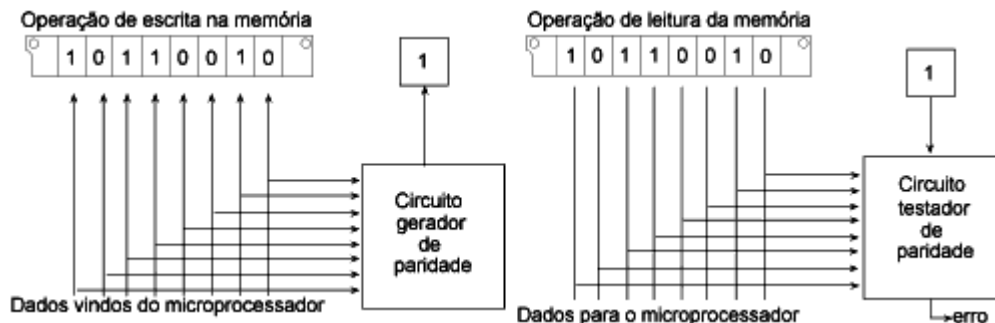 Operação de escrita na memória
1 0 1 1 0 0 1 0
1
Circuito
gerador
de
paridade
Dados vindos do microprocessador
Operação de leitura da memória
1 0 1 1 0 0 1 0
1
Circuito
testador
de
paridade
Dados para o microprocessador
erro